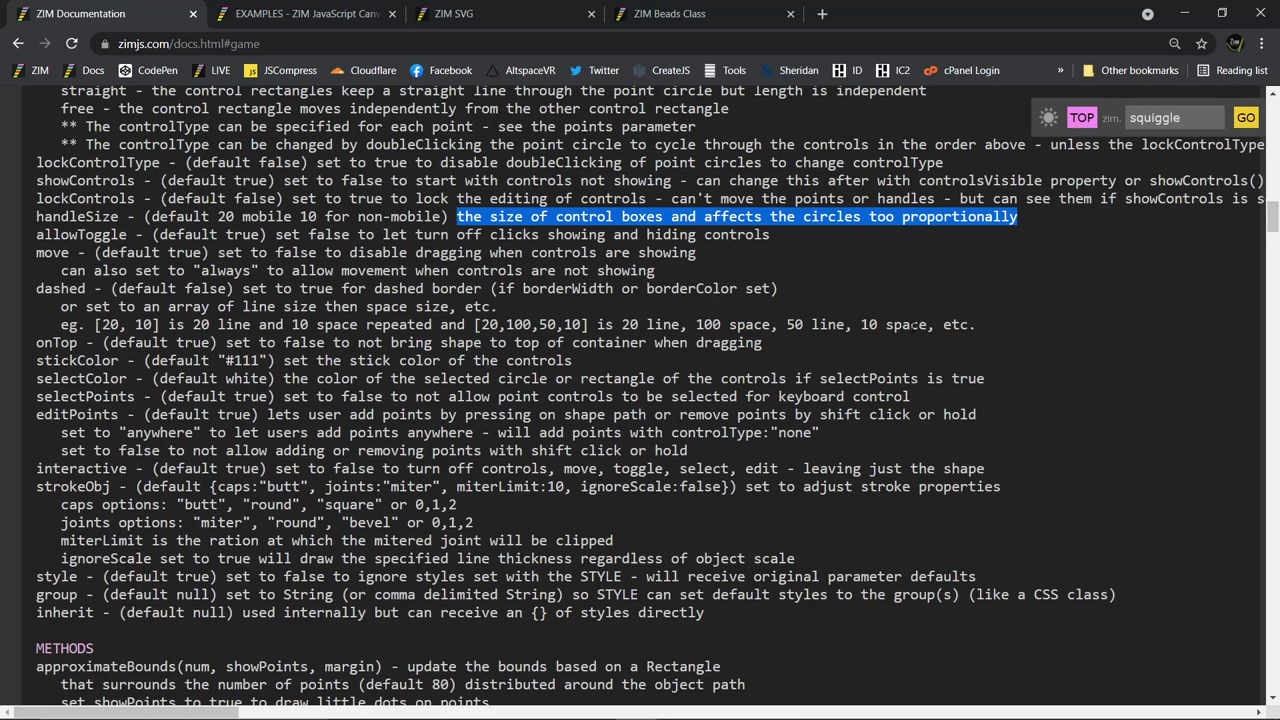 ZIM Documentation
EXAMPLES - ZIM JavaScript Canv
ZIM SVG
ZIM Beads Class
zimjs.com/docs.html#game
ZIM
Docs
CodePen
LIVE
JSCompress
Cloudflare
Facebook
AltspaceVR
Twitter
CreateJS
Tools
Sheridan
ID
IC2
cPanel Login
»
Other bookmarks
Reading list
TOP
zim.
squiggle
GO
straight - the control rectangles keep a straight line through the point circle but length is independent
free - the control rectangle moves independently from the other control rectangle
** The controlType can be specified for each point - see the points parameter
** The controlType can be changed by doubleClicking the point circle to cycle through the controls in the order above - unless the lockControlType
lockControlType - (default false) set to true to disable doubleClicking of point circles to change controlType
showControls - (default true) set to false to start with controls not showing - can change this after with controlsVisible property or showControls()
lockControls - (default false) set to true to lock the editing of controls - can't move the points or handles - but can see them if showControls is s
handleSize - (default 20 mobile 10 for non-mobile) the size of control boxes and affects the circles too proportionally
allowToggle - (default true) set false to let turn off clicks showing and hiding controls
move - (default true) set to false to disable dragging when controls are showing
can also set to "always" to allow movement when controls are not showing
dashed - (default false) set to true for dashed border (if borderWidth or borderColor set)
or set to an array of line size then space size, etc.
eg. [20, 10] is 20 line and 10 space repeated and [20,100,50,10] is 20 line, 100 space, 50 line, 10 space, etc.
onTop - (default true) set to false to not bring shape to top of container when dragging
stickColor - (default "#111") set the stick color of the controls
selectColor - (default white) the color of the selected circle or rectangle of the controls if selectPoints is true
selectPoints - (default true) set to false to not allow point controls to be selected for keyboard control
editPoints - (default true) lets user add points by pressing on shape path or remove points by shift click or hold
set to "anywhere" to let users add points anywhere - will add points with controlType:"none"
set to false to not allow adding or removing points with shift click or hold
interactive - (default true) set to false to turn off controls, move, toggle, select, edit - leaving just the shape
strokeObj - (default {caps:"butt", joints:"miter", miterLimit:10, ignoreScale:false}) set to adjust stroke properties
caps options: "butt", "round", "square" or 0,1,2
joints options: "miter", "round", "bevel" or 0,1,2
miterLimit is the ration at which the mitered joint will be clipped
ignoreScale set to true will draw the specified line thickness regardless of object scale
style - (default true) set to false to ignore styles set with the STYLE - will receive original parameter defaults
group - (default null) set to String (or comma delimited String) so STYLE can set default styles to the group(s) (like a CSS class)
inherit - (default null) used internally but can receive an {} of styles directly
METHODS
approximateBounds(num, showPoints, margin) - update the bounds based on a Rectangle
that surrounds the number of points (default 80) distributed around the object path
set showPoints to true to draw little dots on points